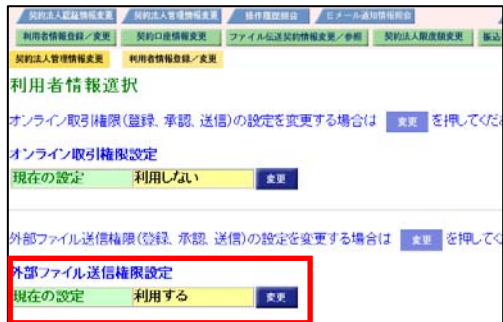 契約法人認証情報変更 契約法人管理情報変更 操作履歴照会 Eメール通知情報照会
利用者情報登録/変更 契約口座情報変更 ファイル伝送契約情報変更/参照 契約法人限度額変更 振込
契約法人管理情報変更 利用者情報登録/変更
利用者情報選択
オンライン取引権限(登録、承認、送信)の設定を変更する場合は 変更 を押してくだ
オンライン取引権限設定
現在の設定 利用しない 変更
外部ファイル送信権限(登録、承認、送信)の設定を変更する場合は 変更 を押してく
外部ファイル送信権限設定
現在の設定 利用する 変更